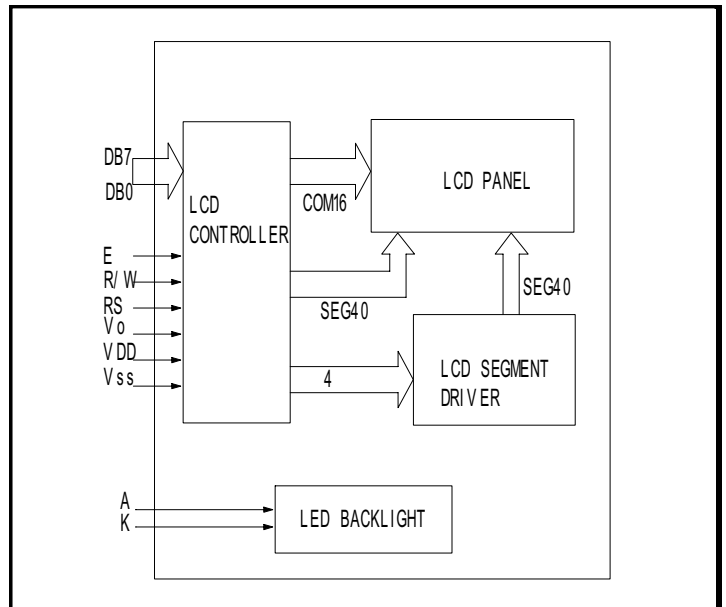 DB7
DB0
LCD
CONTROLLER
COM16
LCD PANEL
E
R/W
RS
Vo
VDD
Vss
SEG40
SEG40
4
LCD SEGMENT
DRIVER
A
K
LED BACKLIGHT